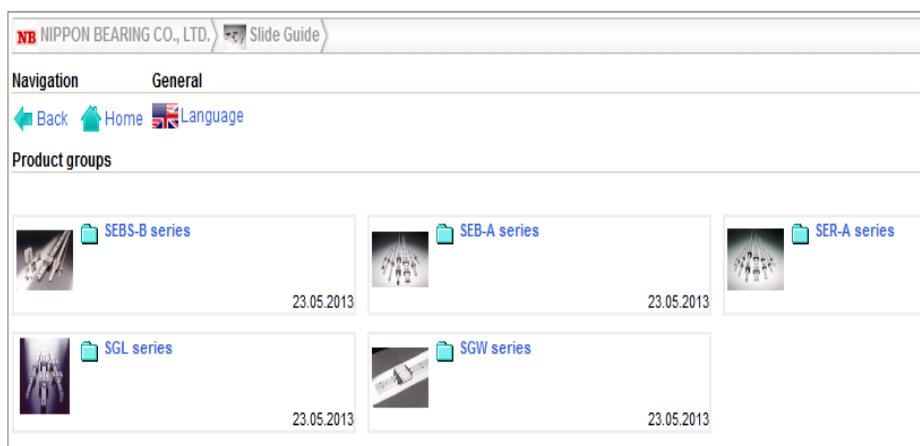 NB NIPPON BEARING CO., LTD. Slide Guide
Navigation General
Back Home Language
Product groups
SEBS-B series SEB-A series SER-A series
23.05.2013 23.05.2013
SGL series SGW series
23.05.2013 23.05.2013